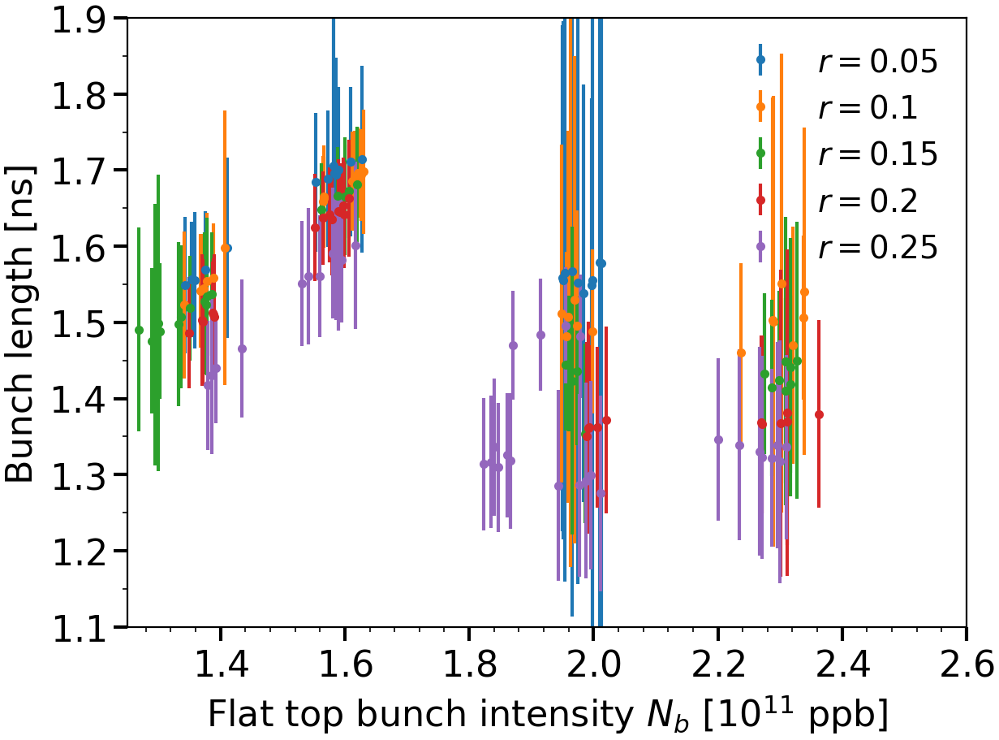 1.9
1.8
1.7
1.6
1.5
1.4
1.3
1.2
1.1
Bunch length [ns]
r = 0.05
r = 0.1
r = 0.15
r = 0.2
r = 0.25
1.4 1.6 1.8 2.0 2.2 2.4 2.6
Flat top bunch intensity N_b [10¹¹ ppb]